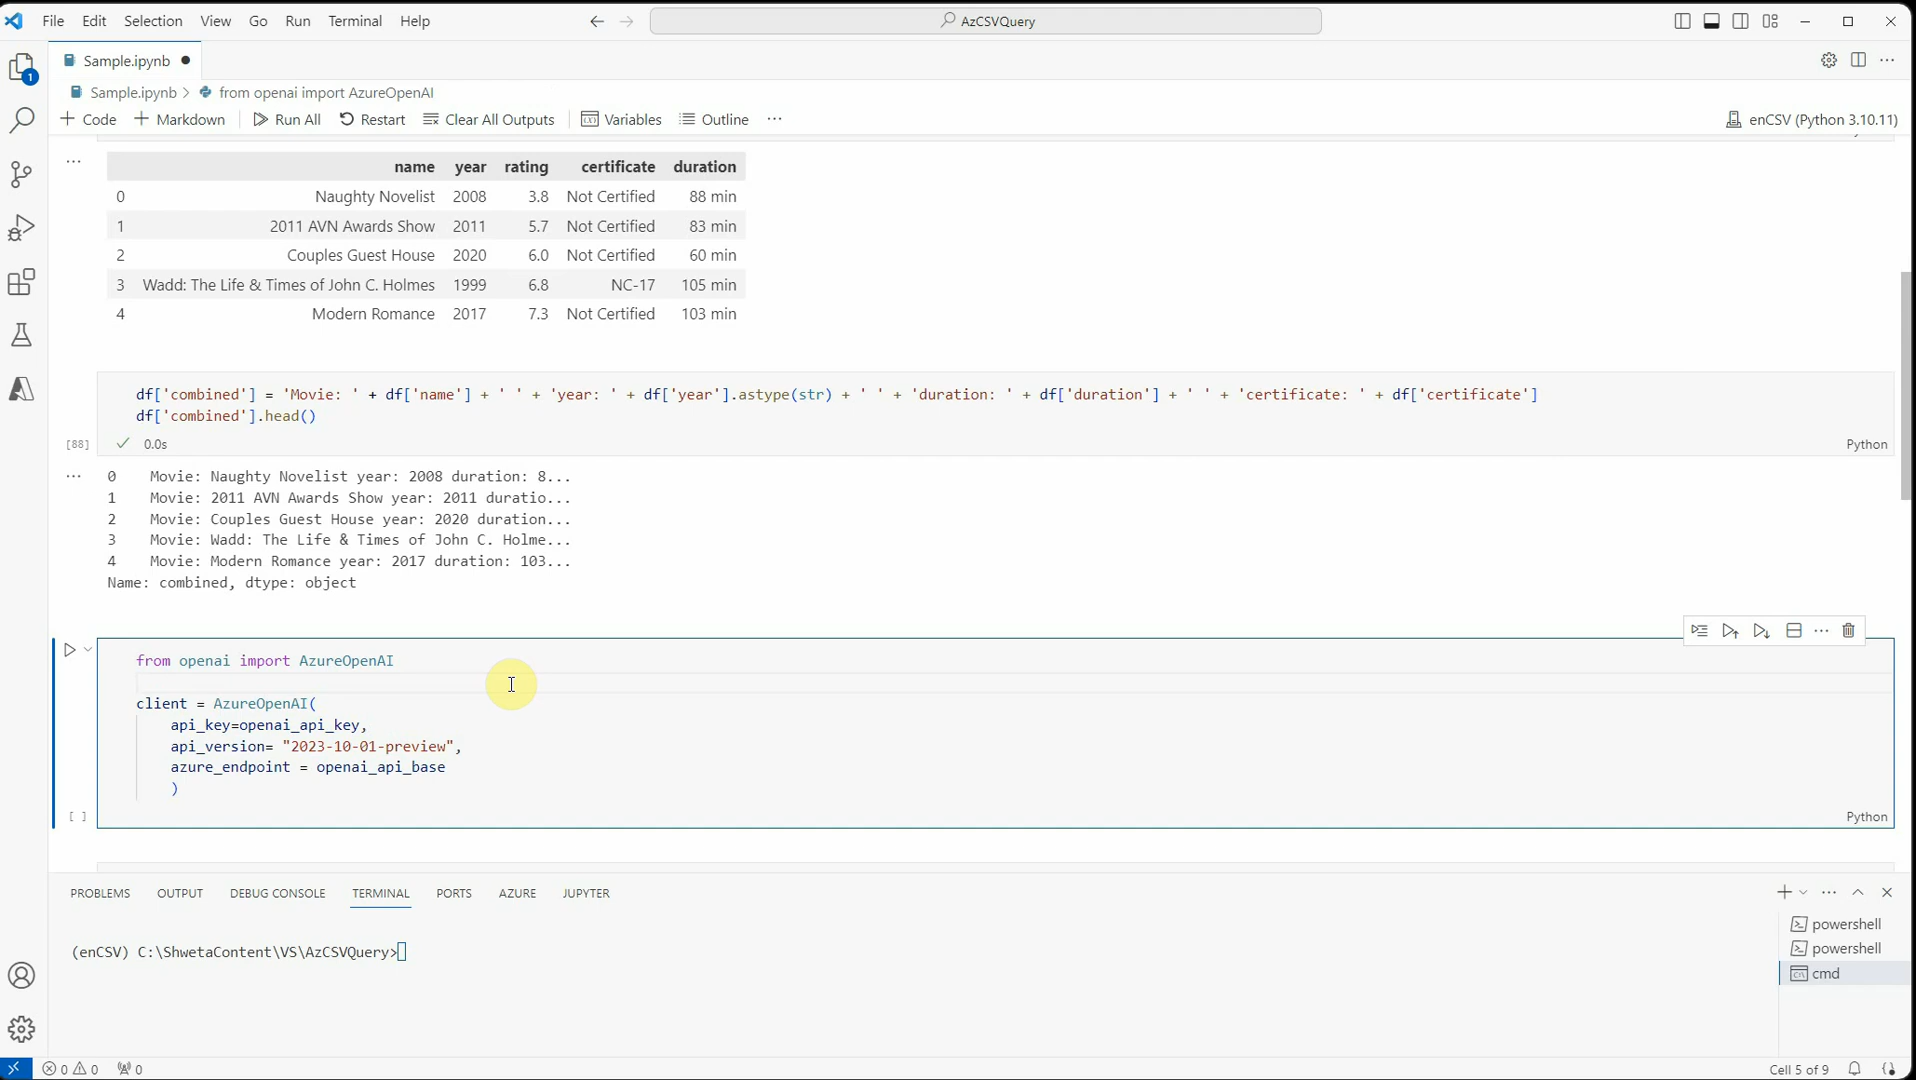 File Edit Selection View Go Run Terminal Help AzCSVQuery
Sample.ipynb
Sample.ipynb > from openai import AzureOpenAI
+ Code + Markdown Run All Restart Clear All Outputs Variables Outline ... enCSV (Python 3.10.11)
name year rating certificate duration
0 Naughty Novelist 2008 3.8 Not Certified 88 min
1 2011 AVN Awards Show 2011 5.7 Not Certified 83 min
2 Couples Guest House 2020 6.0 Not Certified 60 min
3 Wadd: The Life & Times of John C. Holmes 1999 6.8 NC-17 105 min
4 Modern Romance 2017 7.3 Not Certified 103 min
df['combined'] = 'Movie: ' + df['name'] + ' ' + 'year: ' + df['year'].astype(str) + ' ' + 'duration: ' + df['duration'] + ' ' + 'certificate: ' + df['certificate']
df['combined'].head()
[88] 0.0s Python
0 Movie: Naughty Novelist year: 2008 duration: 8...
1 Movie: 2011 AVN Awards Show year: 2011 duratio...
2 Movie: Couples Guest House year: 2020 duration...
3 Movie: Wadd: The Life & Times of John C. Holme...
4 Movie: Modern Romance year: 2017 duration: 103...
Name: combined, dtype: object
from openai import AzureOpenAI
client = AzureOpenAI(
api_key=openai_api_key,
api_version= "2023-10-01-preview",
azure_endpoint = openai_api_base
)
[ ] Python
PROBLEMS OUTPUT DEBUG CONSOLE TERMINAL PORTS AZURE JUPYTER
(enCSV) C:\ShwetaContent\VS\AzCSVQuery>
powershell
powershell
cmd
0 0 0 Cell 5 of 9
1